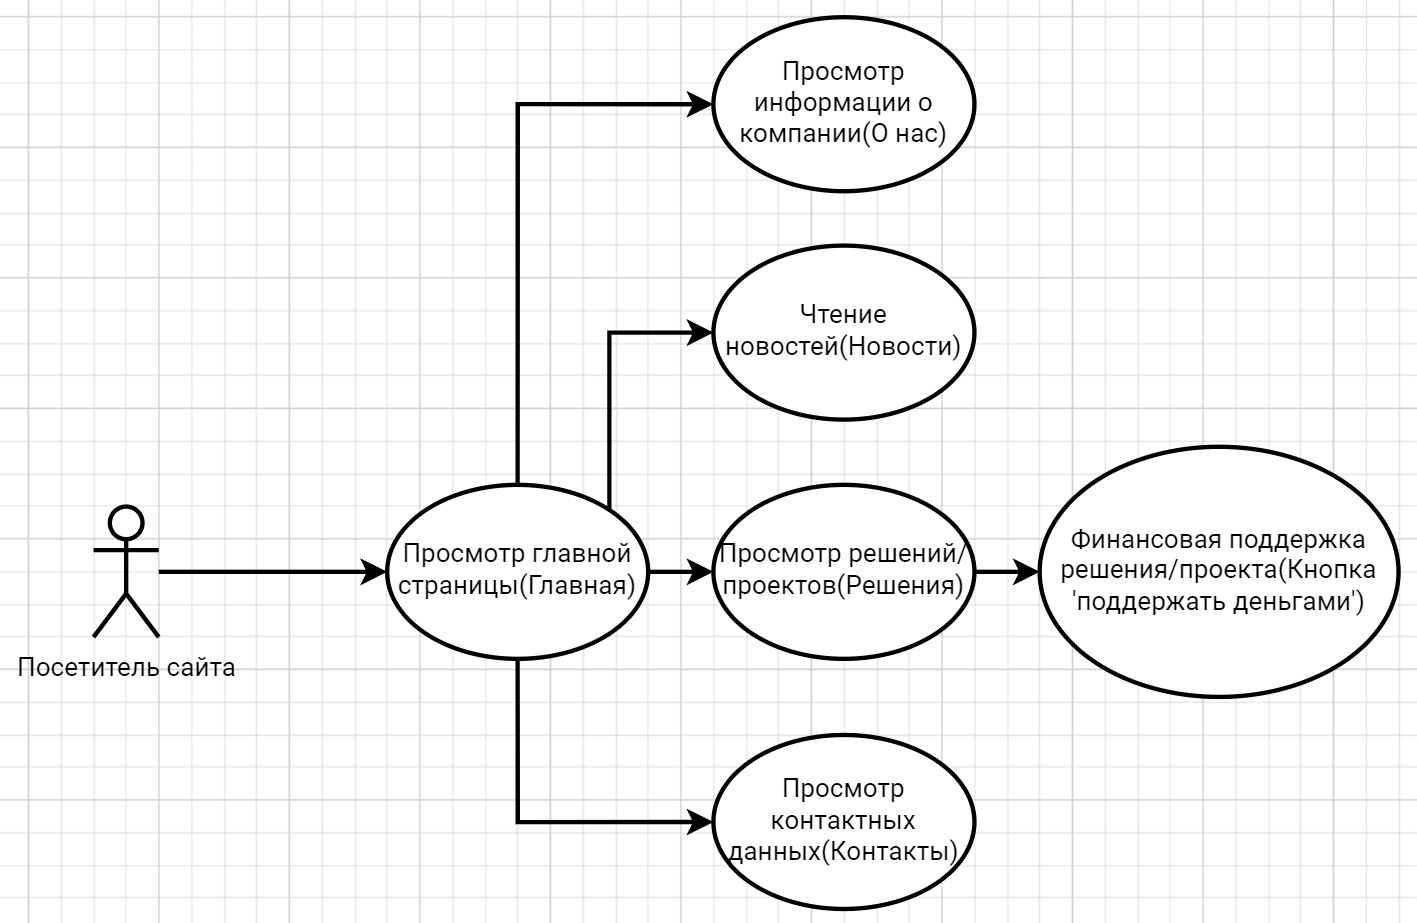 Просмотр
информации о
компании(О нас)
Чтение
новостей(Новости)
Посетитель сайта
Просмотр главной
страницы(Главная)
Просмотр решений/
проектов(Решения)
Финансовая поддержка
решения/проекта(Кнопка
'поддержать деньгами')
Просмотр
контактных
данных(Контакты)